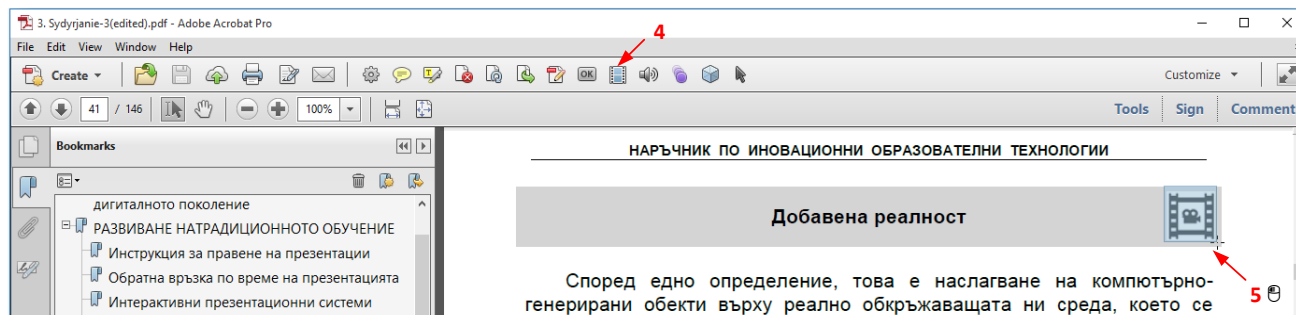 3. Sydyrjanie-3(edited).pdf - Adobe Acrobat Pro
4
File Edit View Window Help
Create
OK
Customize
41 / 146
100%
Tools Sign Comment
Bookmarks
дигиталното поколение
РАЗВИВАНЕ НАТРАДИЦИОННОТО ОБУЧЕНИЕ
Инструкция за правене на презентации
Обратна връзка по време на презентацията
Интерактивни презентационни системи
НАРЪЧНИК ПО ИНОВАЦИОННИ ОБРАЗОВАТЕЛНИ ТЕХНОЛОГИИ
Добавена реалност
Според едно определение, това е наслагване на компютърно-
генерирани обекти върху реално обкръжаващата ни среда, което се
5